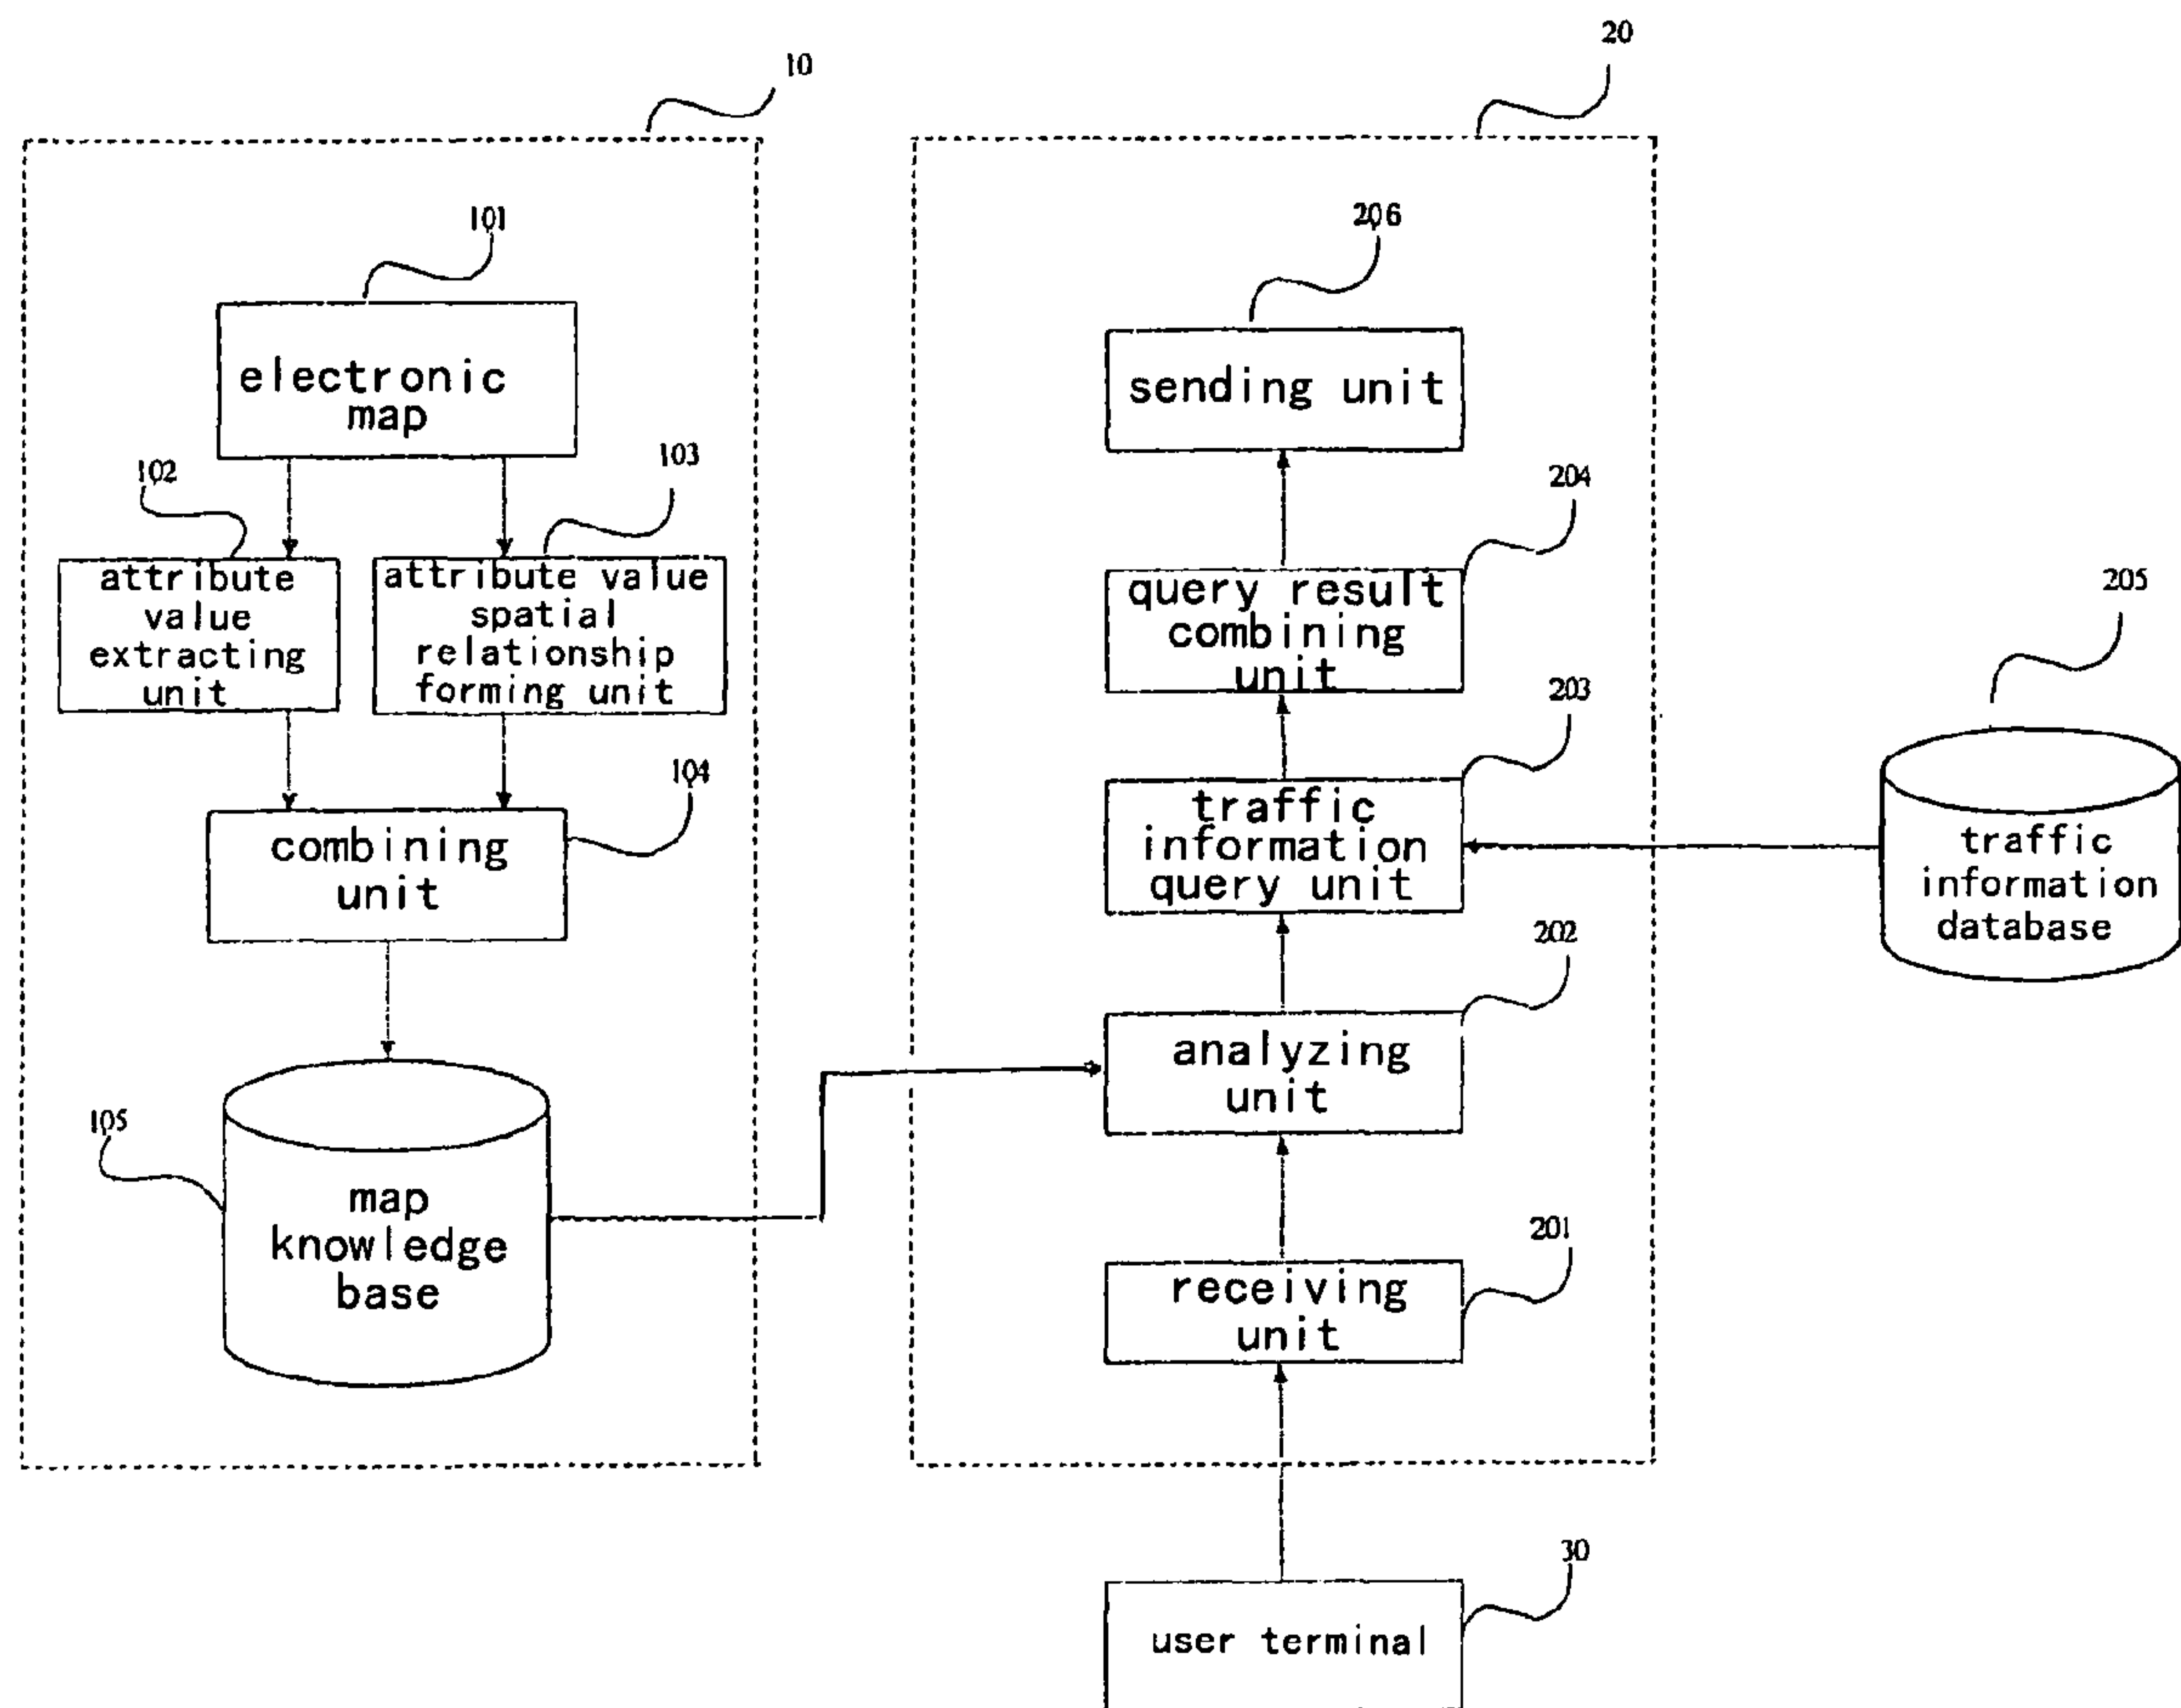 10
20
101
electronic
map
102
103
attribute
value
extracting
unit
attribute value
spatial
relationship
forming unit
104
combining
unit
105
map
knowledge
base
206
sending unit
204
query result
combining
unit
203
traffic
information
query unit
205
traffic
information
database
202
analyzing
unit
201
receiving
unit
30
user terminal